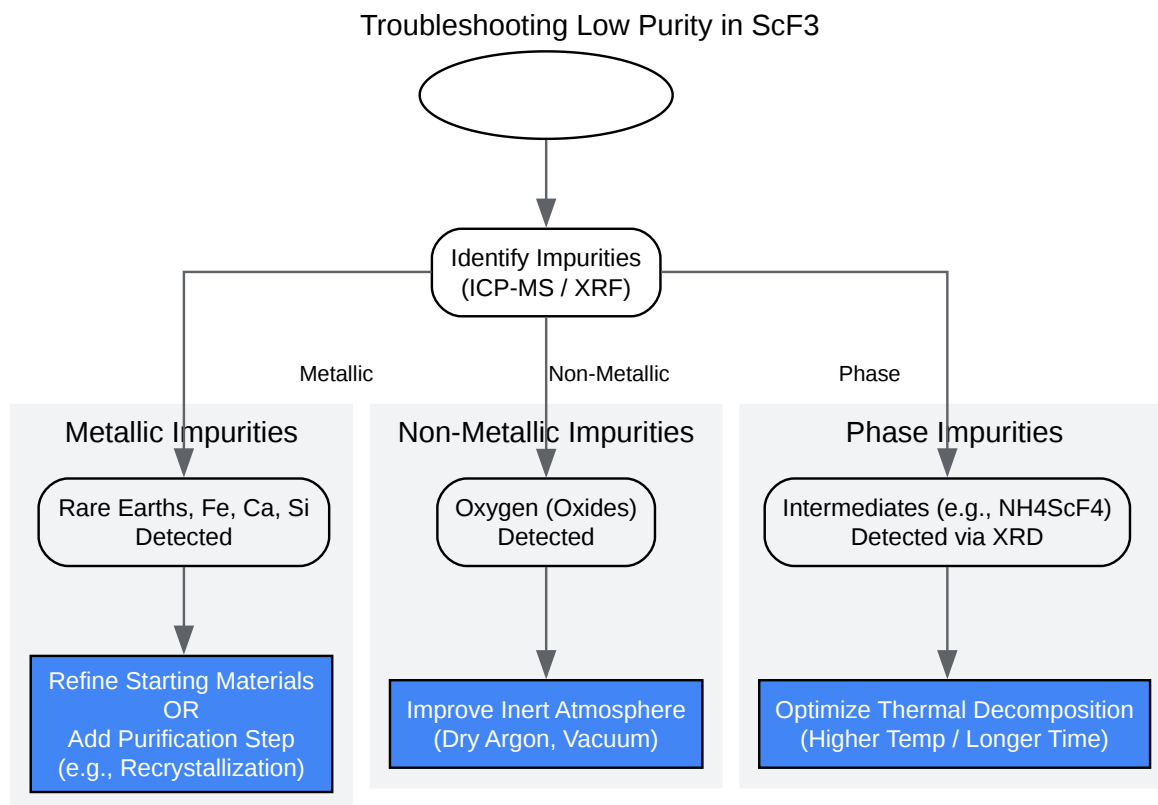 Troubleshooting Low Purity in ScF3
Identify Impurities
(ICP-MS / XRF)
Metallic
Non-Metallic
Phase
Metallic Impurities
Non-Metallic Impurities
Phase Impurities
Rare Earths, Fe, Ca, Si
Detected
Oxygen (Oxides)
Detected
Intermediates (e.g., NH4ScF4)
Detected via XRD
Refine Starting Materials
OR
Add Purification Step
(e.g., Recrystallization)
Improve Inert Atmosphere
(Dry Argon, Vacuum)
Optimize Thermal Decomposition
(Higher Temp / Longer Time)